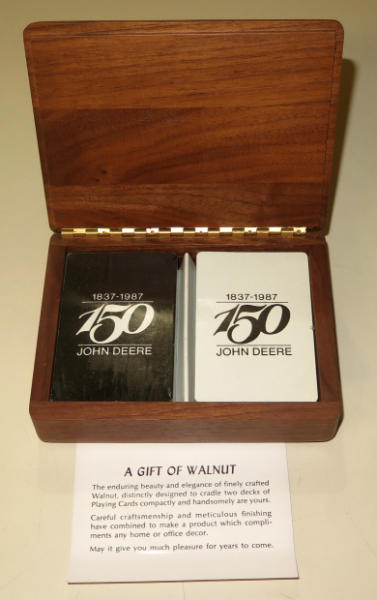 1837-1987
150
JOHN DEERE
1837-1987
150
JOHN DEERE
A GIFT OF WALNUT
The enduring beauty and elegance of finely crafted
Walnut, distinctly designed to cradle two decks of
Playing Cards compactly and handsomely are yours.
Careful craftsmenship and meticulous finishing
have combined to make a product which compli-
ments any home or office decor.
May it give you much pleasure for years to come.